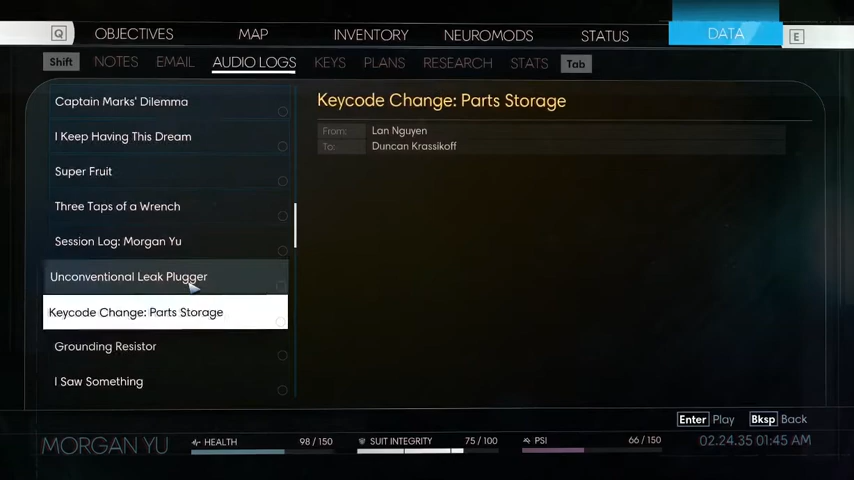 Q OBJECTIVES MAP INVENTORY NEUROMODS STATUS DATA E
Shift NOTES EMAIL AUDIO LOGS KEYS PLANS RESEARCH STATS Tab
Captain Marks' Dilemma
I Keep Having This Dream
Super Fruit
Three Taps of a Wrench
Session Log: Morgan Yu
Unconventional Leak Plugger
Keycode Change: Parts Storage
Grounding Resistor
I Saw Something
Keycode Change: Parts Storage
From: Lan Nguyen
To: Duncan Krassikoff
Enter Play Bksp Back
MORGAN YU HEALTH 98 / 150 SUIT INTEGRITY 75 / 100 PSI 66 / 150 02.24.35 01:45 AM